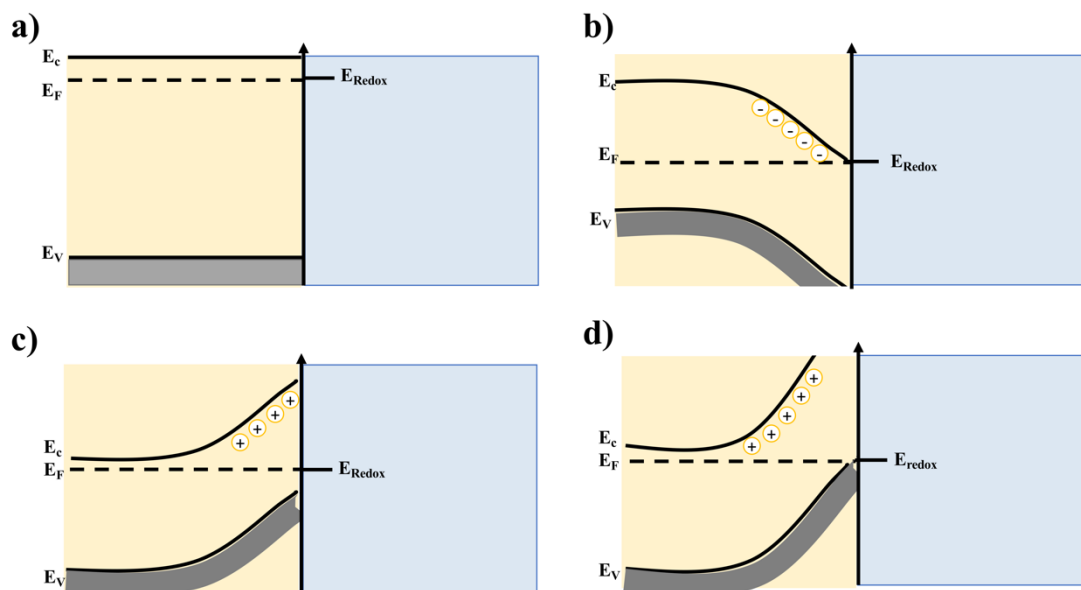 a)
E_c
E_F
E_Redox
E_V
b)
E_c
E_F
E_Redox
E_V
- - - - -
c)
E_c
E_F
E_Redox
E_V
+ + + +
d)
E_c
E_F
E_redox
E_V
+ + + + +